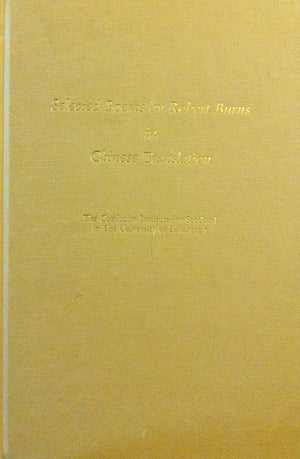 Selected Poems by Robert Burns
in
Chinese Translation
The Confucius Institute for Scotland
in The University of Edinburgh